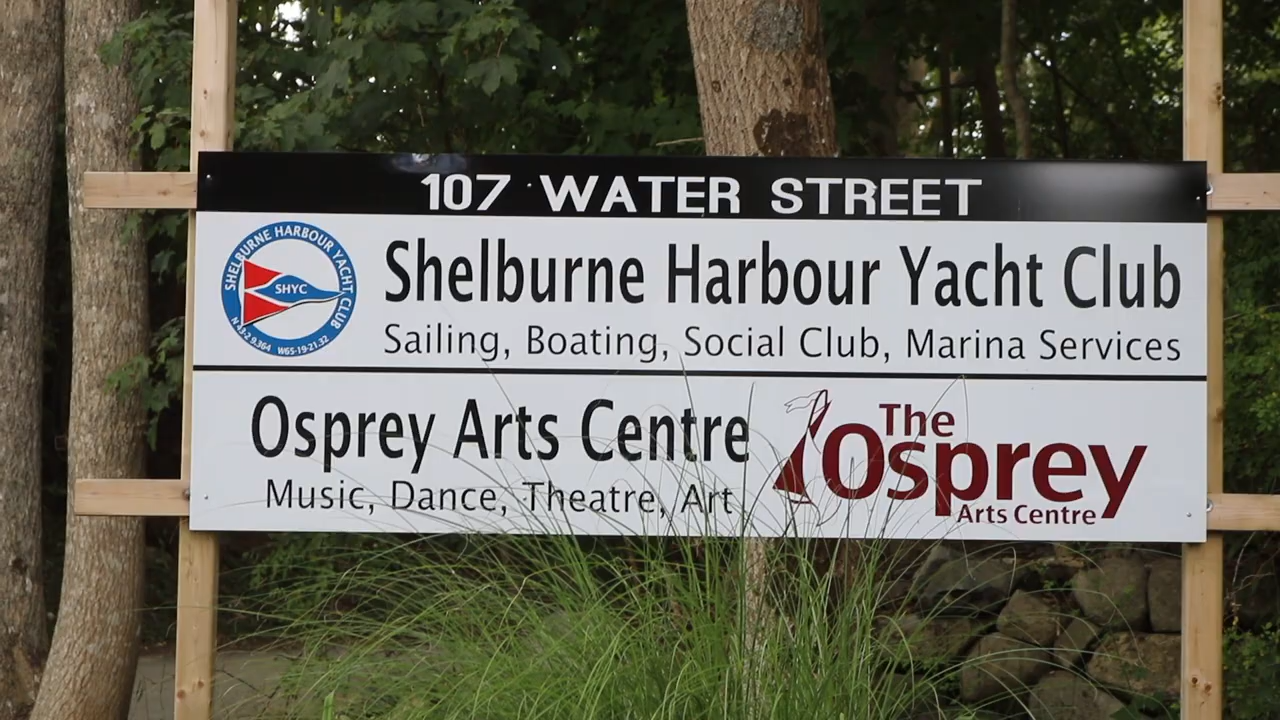 107 WATER STREET
SHELBURNE HARBOUR YACHT CLUB
SHYC
Shelburne Harbour Yacht Club
Sailing, Boating, Social Club, Marina Services
Osprey Arts Centre
Music, Dance, Theatre, Art
The
Osprey
Arts Centre